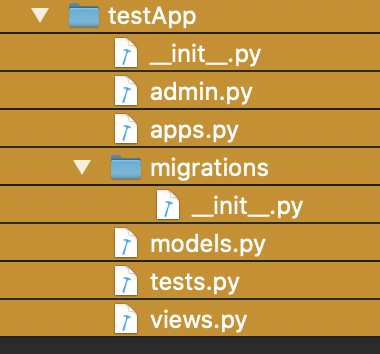 testApp
__init__.py
admin.py
apps.py
migrations
__init__.py
models.py
tests.py
views.py